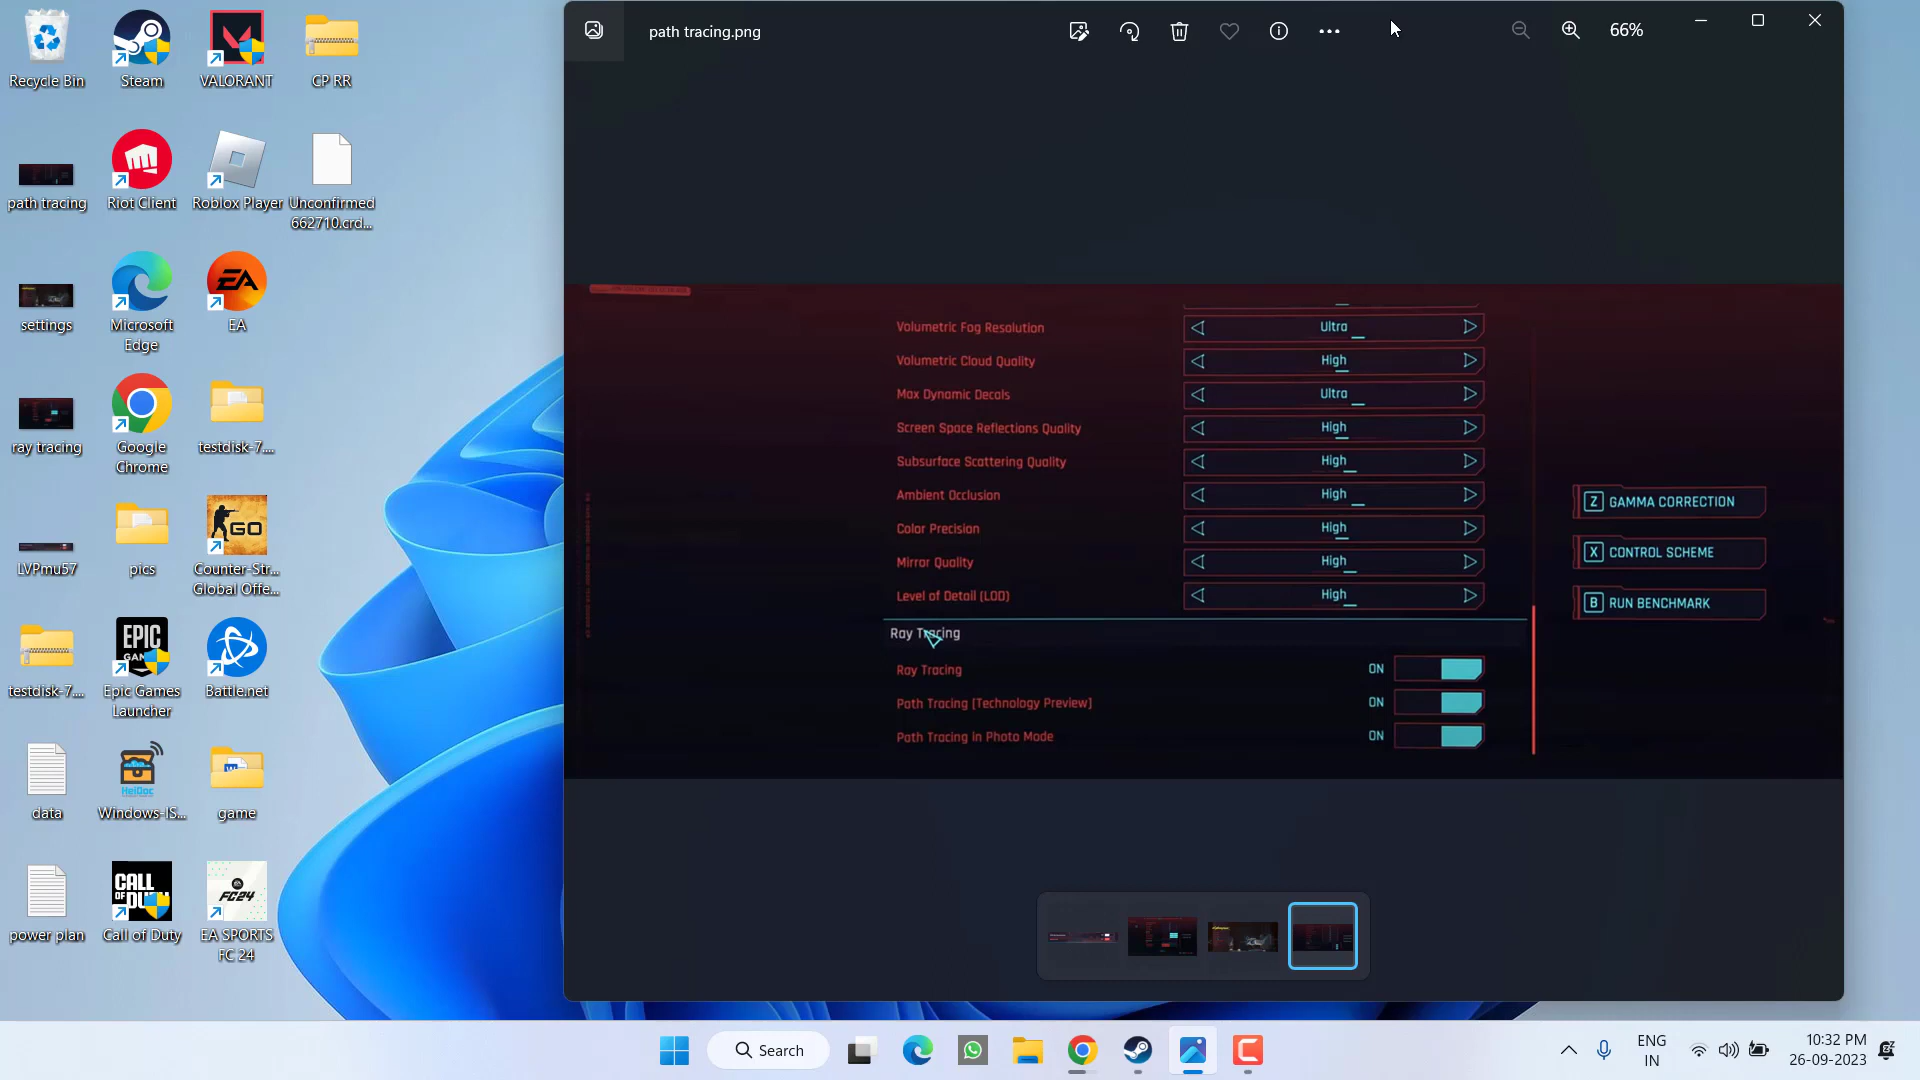 Recycle Bin
Steam
VALORANT
CP RR
path tracing
Riot Client
Roblox Player
Unconfirmed
662710.crd...
settings
Microsoft
Edge
EA
EA
ray tracing
Google
Chrome
testdisk-7....
LVPmu57
pics
GO
Counter-Str...
Global Offe...
testdisk-7....
EPIC
Epic Games
Launcher
Battle.net
data
HeiDoc
Windows-IS...
W
game
power plan
CALL
Call of Duty
FC24
EA SPORTS
FC 24
path tracing.png
66%
Volumetric Fog Resolution
Ultra
Volumetric Cloud Quality
High
Max Dynamic Decals
Ultra
Screen Space Reflections Quality
High
Subsurface Scattering Quality
High
Ambient Occlusion
High
Color Precision
High
Mirror Quality
High
Level of Detail (LOD)
High
Ray Tracing
Ray Tracing
ON
Path Tracing [Technology Preview]
ON
Path Tracing in Photo Mode
ON
Z GAMMA CORRECTION
X CONTROL SCHEME
B RUN BENCHMARK
Search
ENG
IN
10:32 PM
26-09-2023